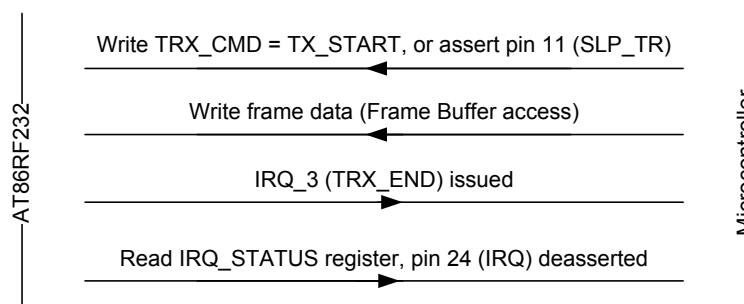 Write TRX_CMD = TX_START, or assert pin 11 (SLP_TR)
Write frame data (Frame Buffer access)
IRQ_3 (TRX_END) issued
Read IRQ_STATUS register, pin 24 (IRQ) deasserted
AT86RF232
Microcontroller